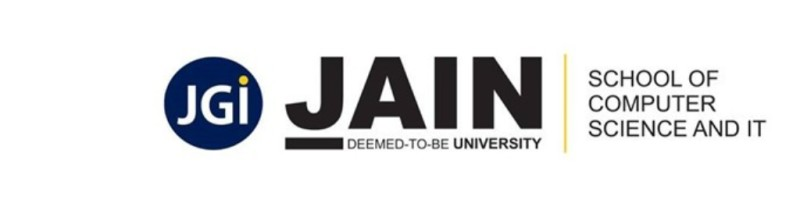 JGi
JAIN
DEEMED-TO-BE UNIVERSITY
SCHOOL OF
COMPUTER
SCIENCE AND IT